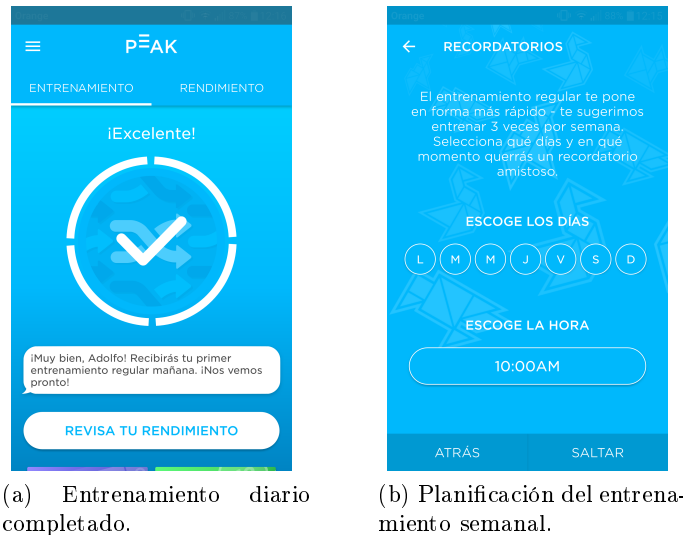 Orange
PEAK
ENTRENAMIENTO RENDIMIENTO
¡Excelente!
¡Muy bien, Adolfo! Recibirás tu primer
entrenamiento regular mañana. ¡Nos vemos
pronto!
REVISA TU RENDIMIENTO
(a) Entrenamiento diario
completado.
Orange
RECORDATORIOS
El entrenamiento regular te pone
en forma más rápido - te sugerimos
entrenar 3 veces por semana.
Selecciona qué días y en qué
momento querrás un recordatorio
amistoso.
ESCOGE LOS DÍAS
L M M J V S D
ESCOGE LA HORA
10:00AM
ATRÁS SALTAR
(b) Planificación del entrena-
miento semanal.